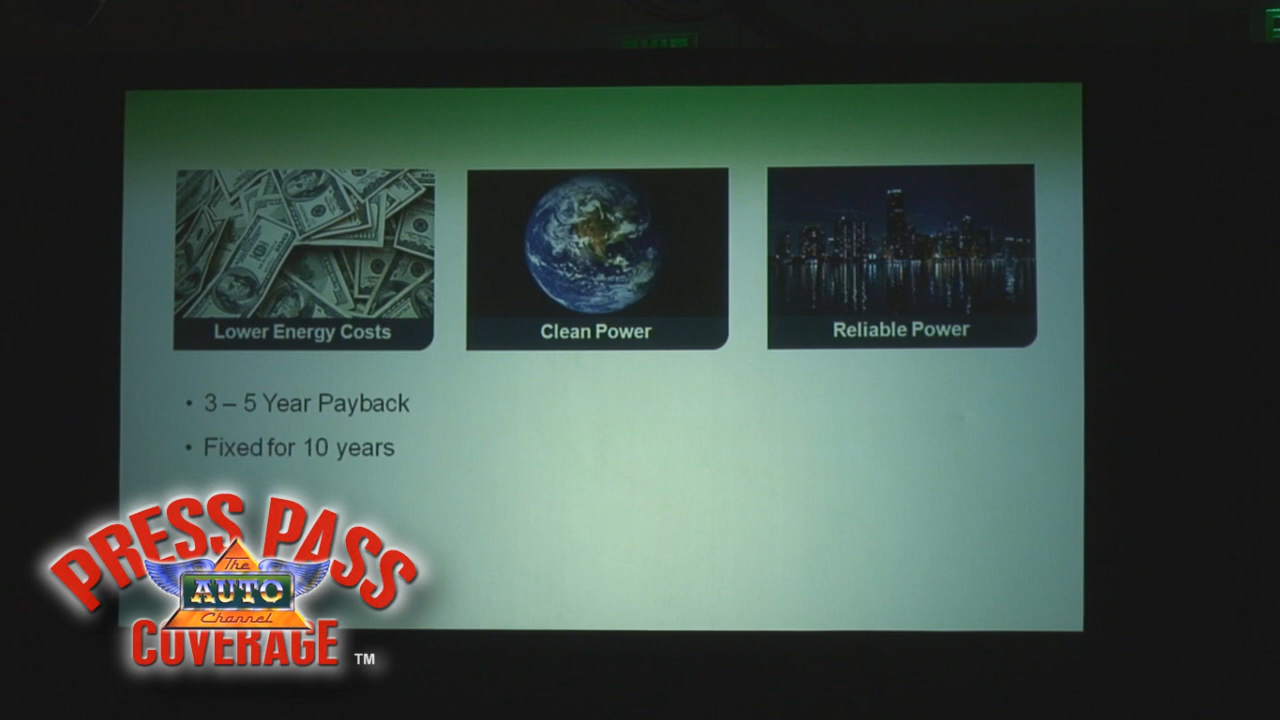 Lower Energy Costs
Clean Power
Reliable Power
• 3 – 5 Year Payback
• Fixed for 10 years
PRESS PASS
The
AUTO
Channel
COVERAGE TM